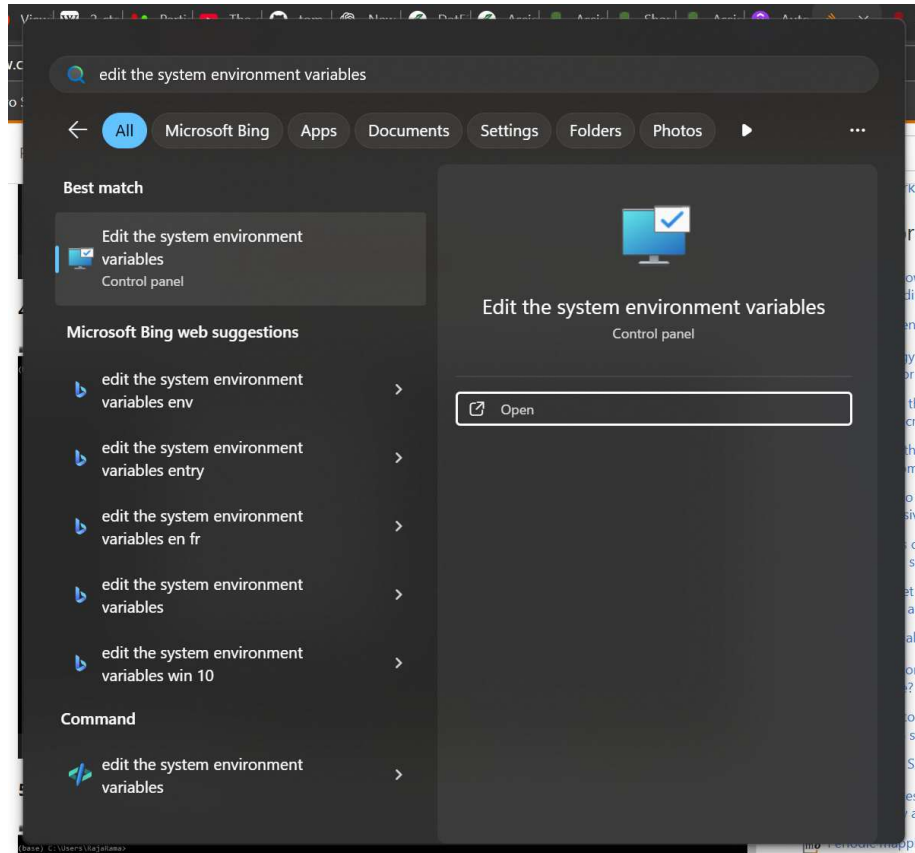 edit the system environment variables
All Microsoft Bing Apps Documents Settings Folders Photos
Best match
Edit the system environment
variables
Control panel
Microsoft Bing web suggestions
edit the system environment
variables env
edit the system environment
variables entry
edit the system environment
variables en fr
edit the system environment
variables
edit the system environment
variables win 10
Command
edit the system environment
variables
Edit the system environment variables
Control panel
Open
(base) C:\Users\RajaRama>